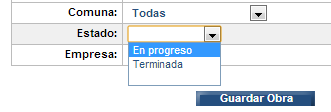 Comuna: Todas
Estado:
En progreso
Terminada
Empresa:
Guardar Obra